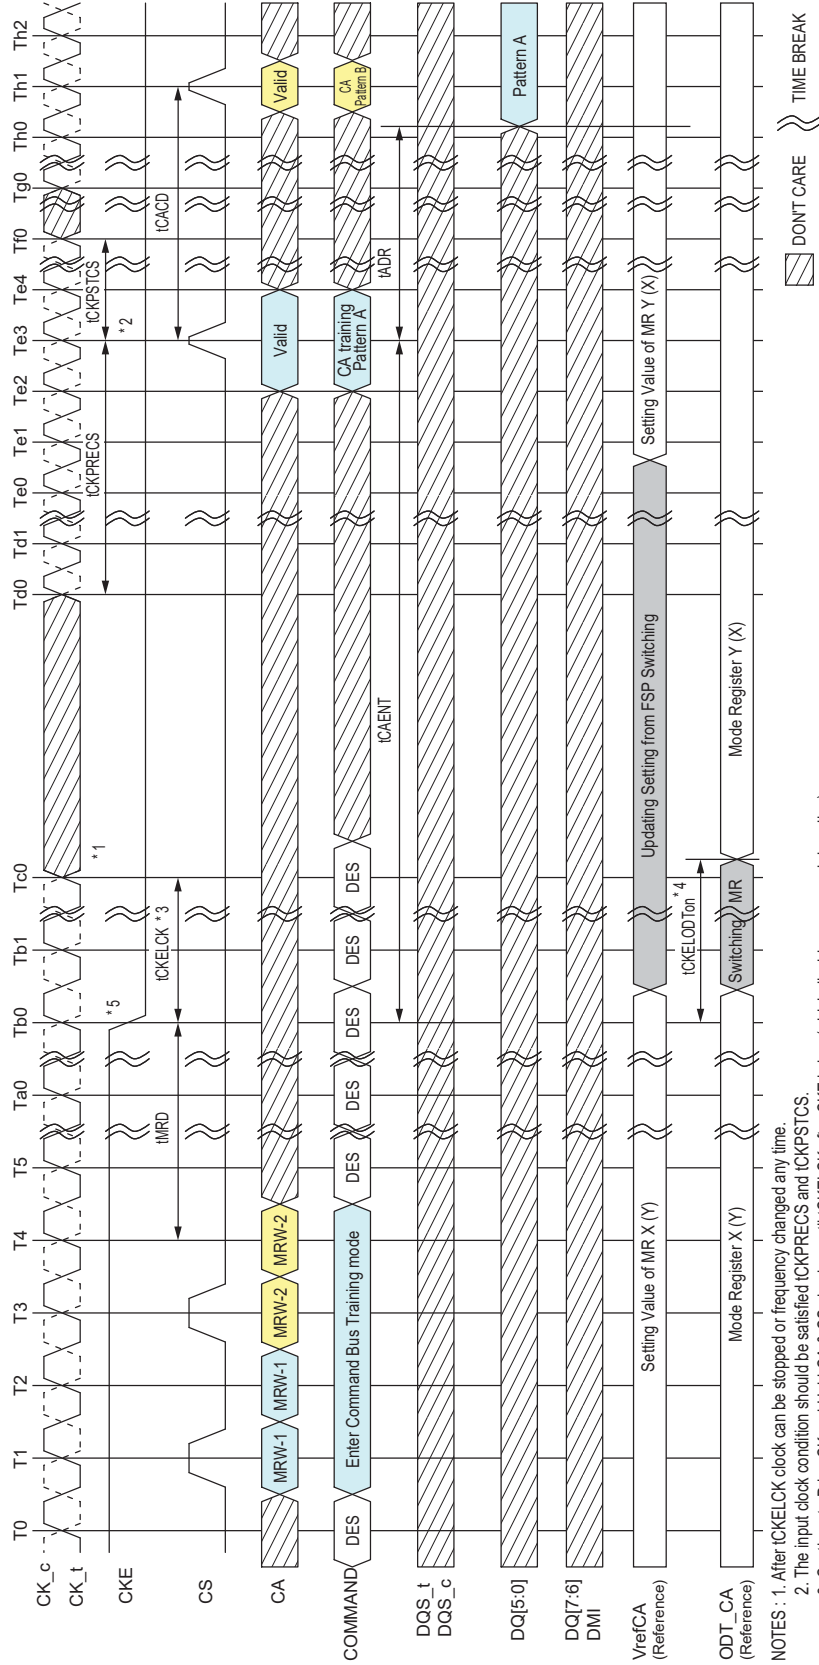 T0 T1 T2 T3 T4 T5 Ta0 Tb0 Tb1 Tc0 Td0 Td1 Te0 Te1 Te2 Te3 Te4 Tf0 Tg0 Th0 Th1 Th2
CK_c
CK_t
*1
tCKPRECS
tCKPSTCS
*2
CKE
*5
tMRD
tCKELCK *3
tCACD
CS
CA
MRW-1 MRW-1 MRW-2 MRW-2 Valid Valid
COMMAND
DES Enter Command Bus Training mode DES DES DES DES DES
CA training
Pattern A
CA
Pattern B
tCAENT
tADR
DQS_t
DQS_c
DQ[5:0]
Pattern A
DQ[7:6]
DMI
VrefCA
(Reference)
Setting Value of MR X (Y) Updating Setting from FSP Switching Setting Value of MR Y (X)
tCKELODTon *4
ODT_CA
(Reference)
Mode Register X (Y) Switching MR Mode Register Y (X)
DON'T CARE
TIME BREAK
NOTES : 1. After tCKELCK clock can be stopped or frequency changed any time.
2. The input clock condition should be satisfied tCKPRECS and tCKPSTCS.